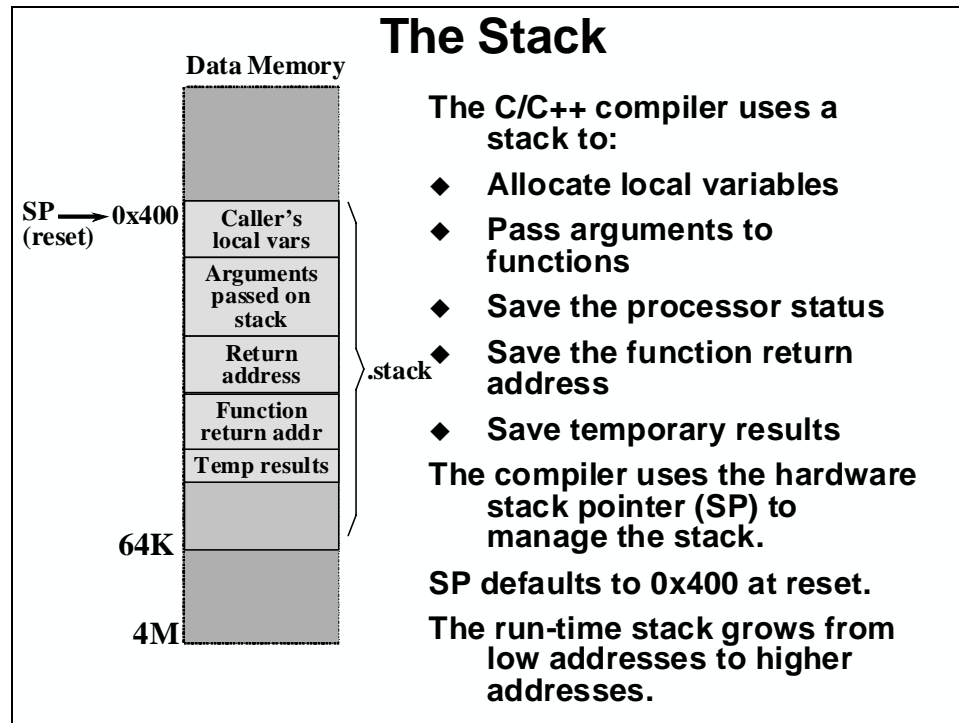 The Stack
Data Memory
SP
(reset)
0x400
Caller's
local vars
Arguments
passed on
stack
Return
address
Function
return addr
Temp results
.stack
64K
4M
The C/C++ compiler uses a
stack to:
◆ Allocate local variables
◆ Pass arguments to
functions
◆ Save the processor status
◆ Save the function return
address
◆ Save temporary results
The compiler uses the hardware
stack pointer (SP) to
manage the stack.
SP defaults to 0x400 at reset.
The run-time stack grows from
low addresses to higher
addresses.